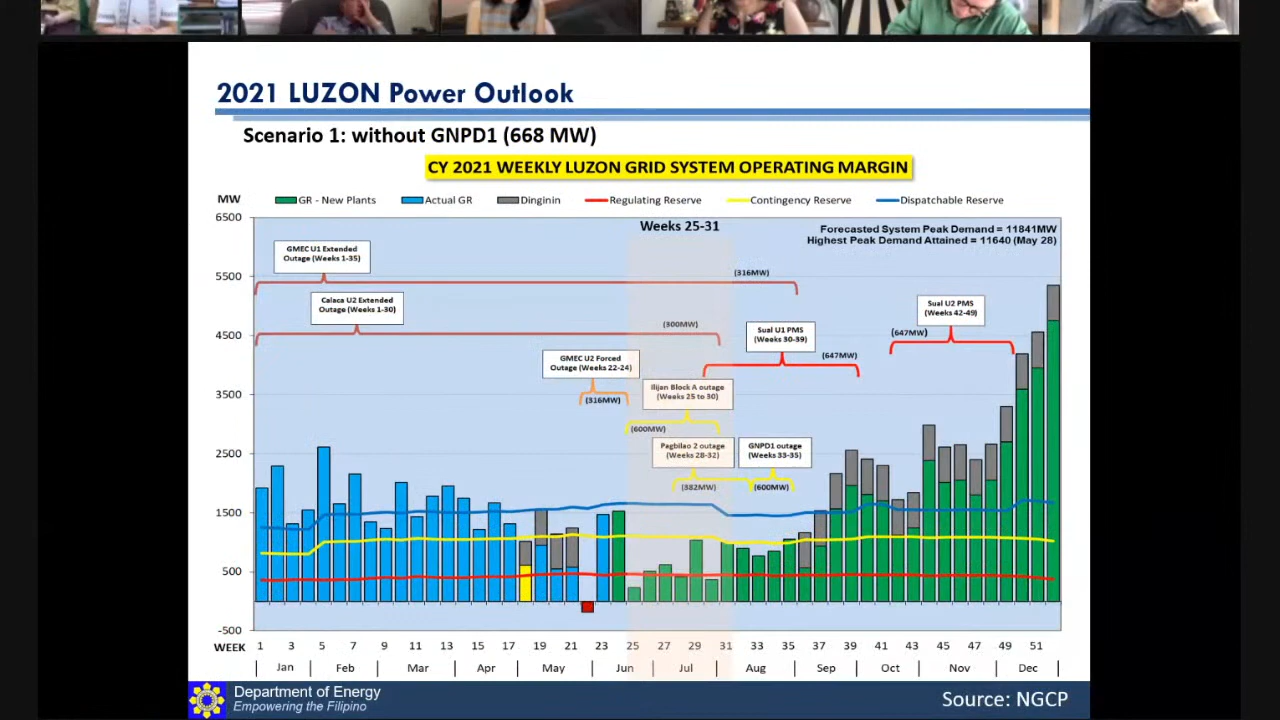 2021 LUZON Power Outlook
Scenario 1: without GNPD1 (668 MW)
CY 2021 WEEKLY LUZON GRID SYSTEM OPERATING MARGIN
MW
GR - New Plants
Actual GR
Dinginin
Regulating Reserve
Contingency Reserve
Dispatchable Reserve
6500
5500
4500
3500
2500
1500
500
-500
Weeks 25-31
Forecasted System Peak Demand = 11841MW
Highest Peak Demand Attained = 11640 (May 28)
GMEC U1 Extended
Outage (Weeks 1-35)
(316MW)
Calaca U2 Extended
Outage (Weeks 1-30)
(300MW)
Sual U2 PMS
(Weeks 42-49)
(647MW)
Sual U1 PMS
(Weeks 30-39)
(647MW)
GMEC U2 Forced
Outage (Weeks 22-24)
(316MW)
Ilijan Block A outage
(Weeks 25 to 30)
(600MW)
Pagbilao 2 outage
(Weeks 28-32)
(382MW)
GNPD1 outage
(Weeks 33-35)
(600MW)
WEEK 1 3 5 7 9 11 13 15 17 19 21 23 25 27 29 31 33 35 37 39 41 43 45 47 49 51
Jan Feb Mar Apr May Jun Jul Aug Sep Oct Nov Dec
Department of Energy
Empowering the Filipino
Source: NGCP